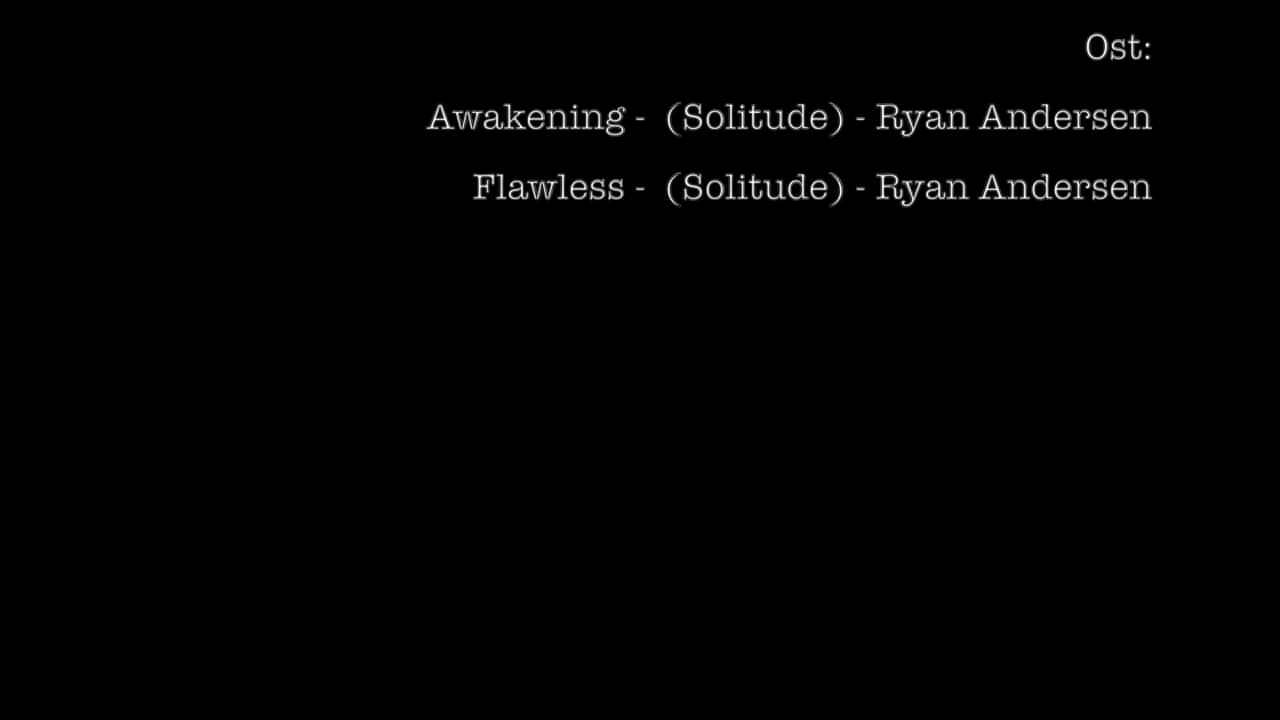 Ost:
Awakening -  (Solitude) - Ryan Andersen
Flawless -  (Solitude) - Ryan Andersen